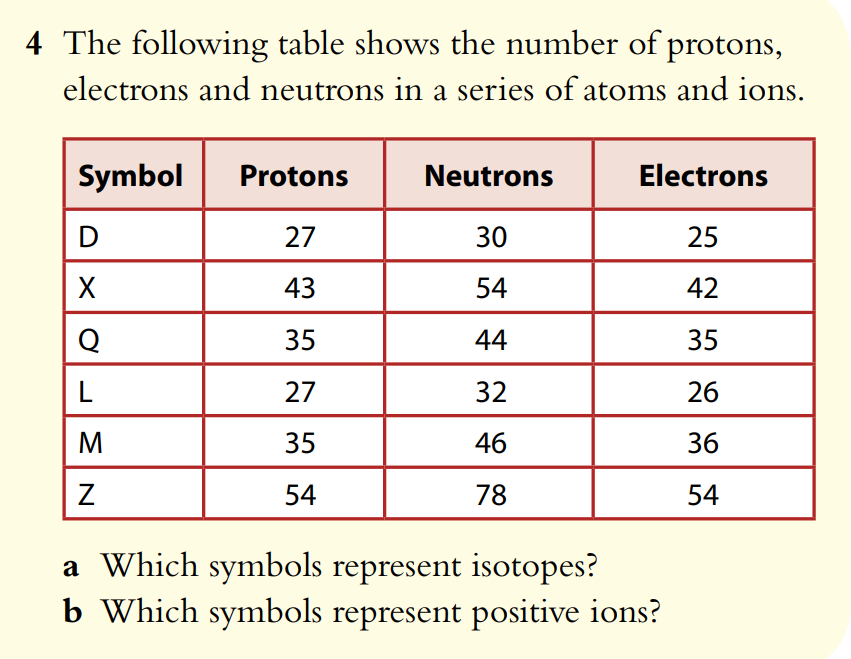 4 The following table shows the number of protons,
electrons and neutrons in a series of atoms and ions.
Symbol Protons Neutrons Electrons
D 27 30 25
X 43 54 42
Q 35 44 35
L 27 32 26
M 35 46 36
Z 54 78 54
a Which symbols represent isotopes?
b Which symbols represent positive ions?